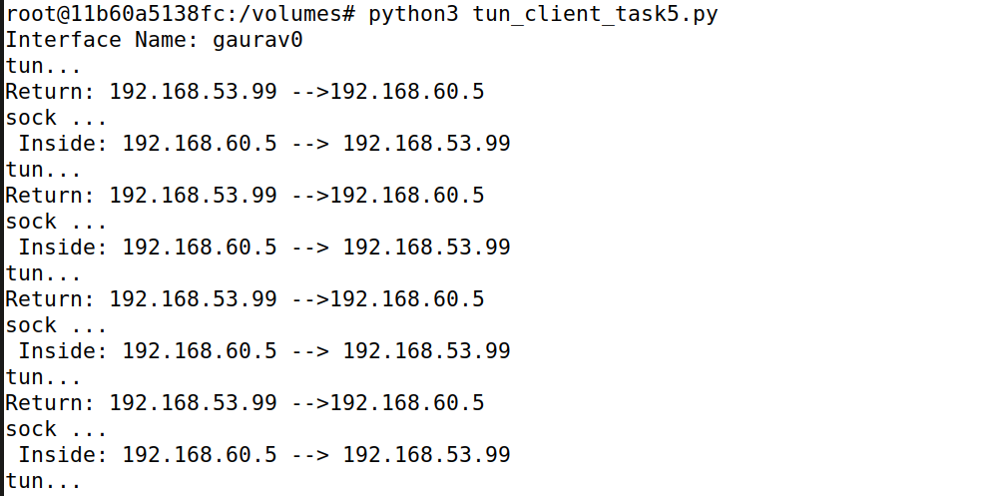 root@11b60a5138fc:/volumes# python3 tun_client_task5.py
Interface Name: gaurav0
tun...
Return: 192.168.53.99 -->192.168.60.5
sock ...
 Inside: 192.168.60.5 --> 192.168.53.99
tun...
Return: 192.168.53.99 -->192.168.60.5
sock ...
 Inside: 192.168.60.5 --> 192.168.53.99
tun...
Return: 192.168.53.99 -->192.168.60.5
sock ...
 Inside: 192.168.60.5 --> 192.168.53.99
tun...
Return: 192.168.53.99 -->192.168.60.5
sock ...
 Inside: 192.168.60.5 --> 192.168.53.99
tun...